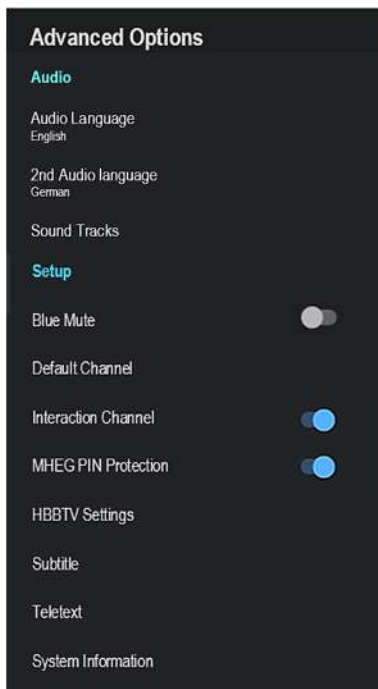 Advanced Options
Audio
Audio Language
English
2nd Audio language
German
Sound Tracks
Setup
Blue Mute
Default Channel
Interaction Channel
MHEG PIN Protection
HBBTV Settings
Subtitle
Teletext
System Information